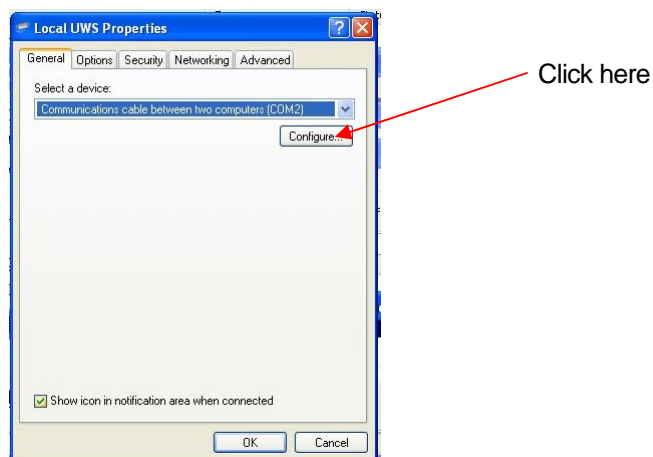 Local UWS Properties
General Options Security Networking Advanced
Click here
Select a device:
Communications cable between two computers (COM2)
Configure...
Show icon in notification area when connected
OK Cancel